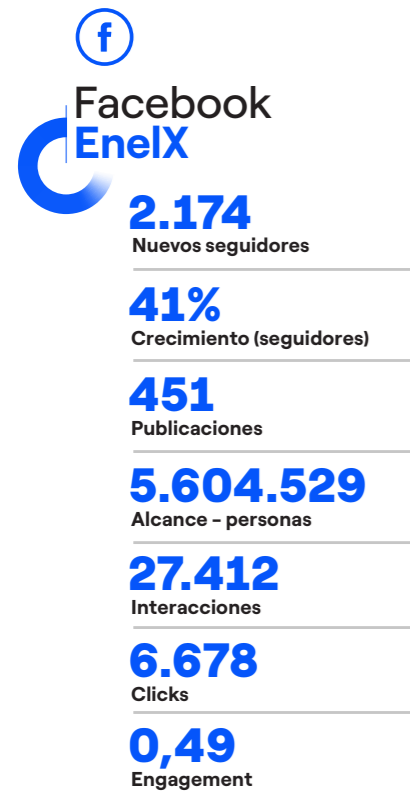 f
Facebook
EnelX
2.174
Nuevos seguidores
41%
Crecimiento (seguidores)
451
Publicaciones
5.604.529
Alcance - personas
27.412
Interacciones
6.678
Clicks
0,49
Engagement